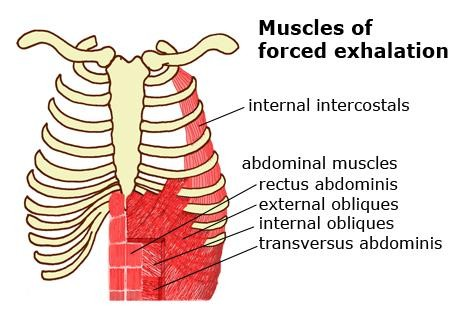 Muscles of
forced exhalation
internal intercostals
abdominal muscles
rectus abdominis
external obliques
internal obliques
transversus abdominis